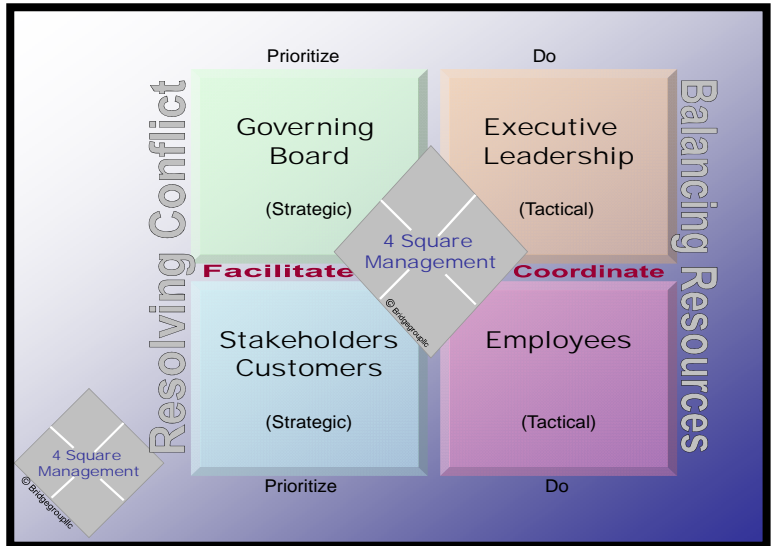 Prioritize
Do
Resolving Conflict
Governing
Board
(Strategic)
Executive
Leadership
(Tactical)
Balancing Resources
4 Square
Management
© Bridgegroupllc
Facilitate
Coordinate
Stakeholders
Customers
(Strategic)
Employees
(Tactical)
Prioritize
Do
4 Square
Management
© Bridgegroupllc